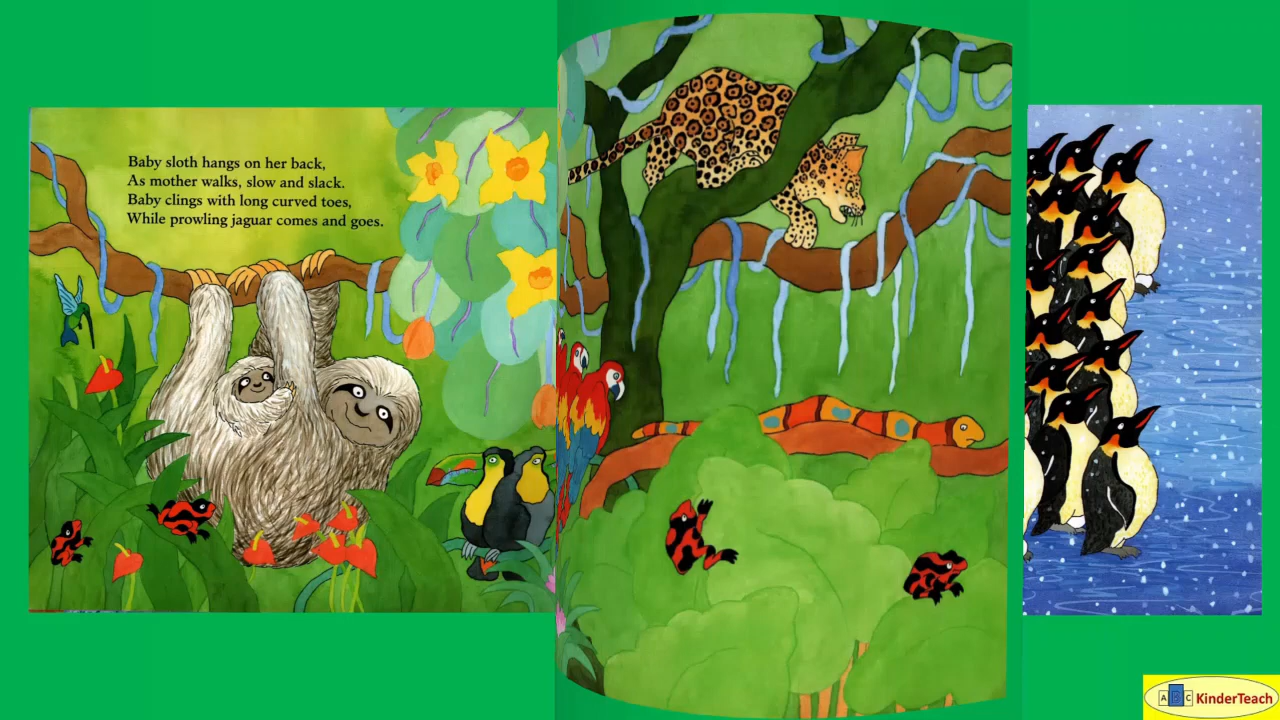 Baby sloth hangs on her back,
As mother walks, slow and slack.
Baby clings with long curved toes,
While prowling jaguar comes and goes.
ABC KinderTeach